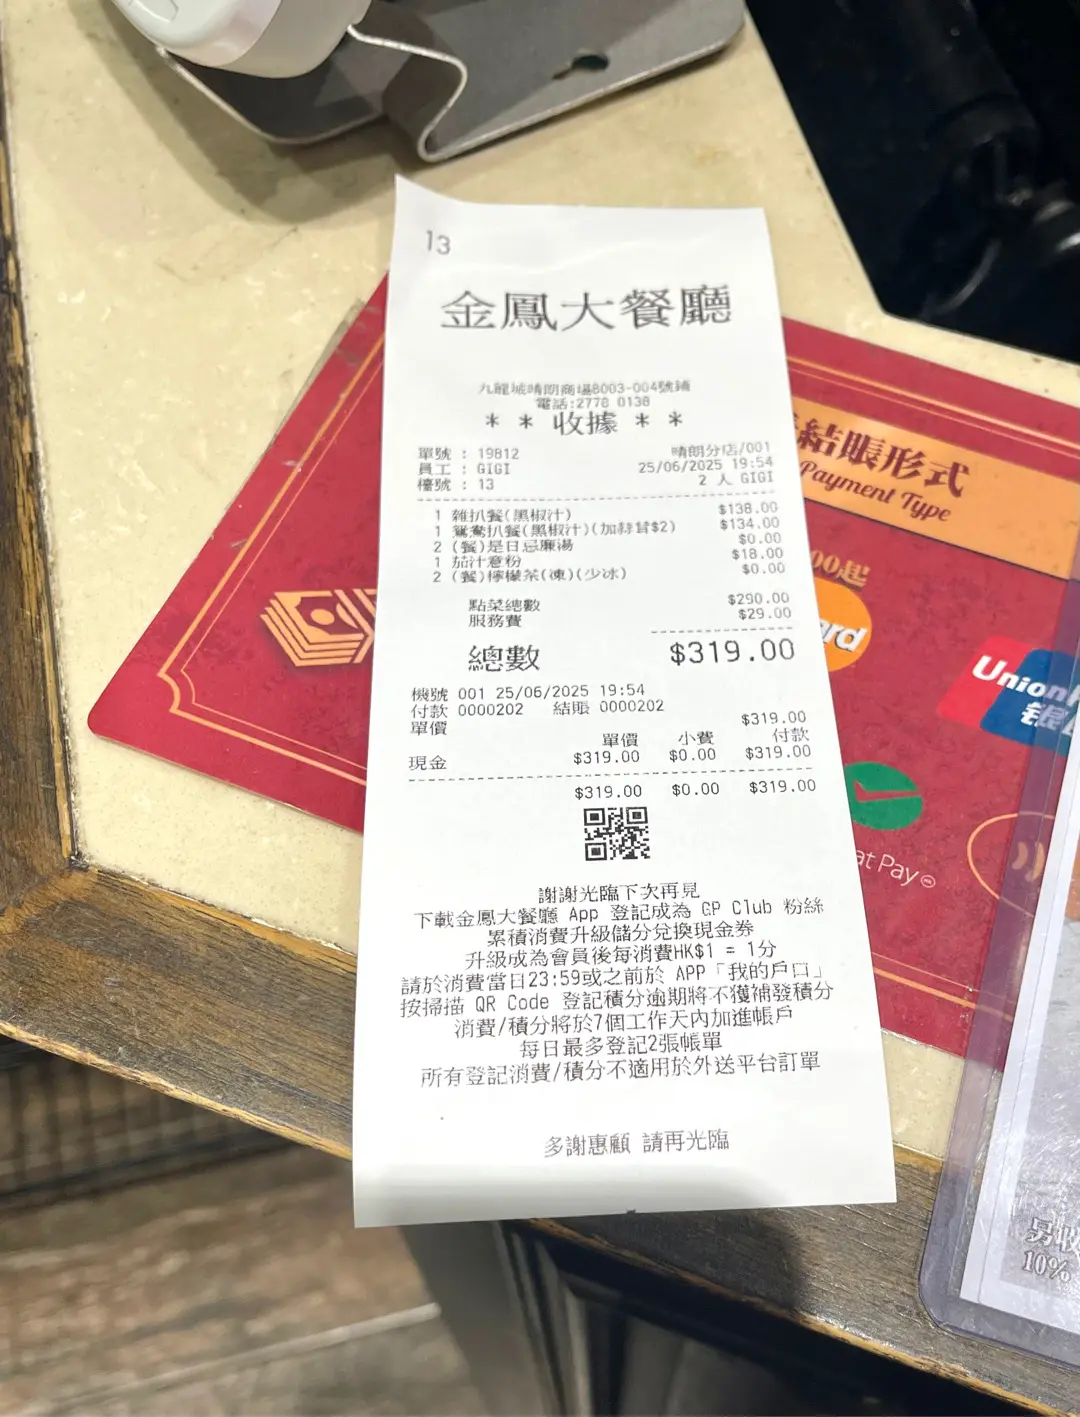 13
金鳳大餐廳
九龍城晴朗商場8003-004號鋪
電話:2778 0138
* * 收據 * *
單號 : 19812 晴朗分店/001
員工 : GIGI 25/06/2025 19:54
檯號 : 13 2 人 GIGI
1 雜扒餐(黑椒汁) $138.00
1 鴛鴦扒餐(黑椒汁)(加蒜茸$2) $134.00
2 (餐)是日忌廉湯 $0.00
1 茄汁意粉 $18.00
2 (餐)檸檬茶(凍)(少冰) $0.00
點菜總數 $290.00
服務費 $29.00
總數 $319.00
機號 001 25/06/2025 19:54
付款 0000202 結賬 0000202
單價 $319.00
單價 小費 付款
現金 $319.00 $0.00 $319.00
$319.00 $0.00 $319.00
謝謝光臨下次再見
下載金鳳大餐廳 App 登記成為 GP Club 粉絲
累積消費升級儲分兌換現金券
升級成為會員後每消費HK$1 = 1分
請於消費當日23:59或之前於 APP「我的戶口」
按掃描 QR Code 登記積分逾期將不獲補發積分
消費/積分將於7個工作天內加進帳戶
每日最多登記2張帳單
所有登記消費/積分不適用於外送平台訂單
多謝惠顧 請再光臨
結賬形式
Payment Type
00起
Union
银
at Pay
另收
10%